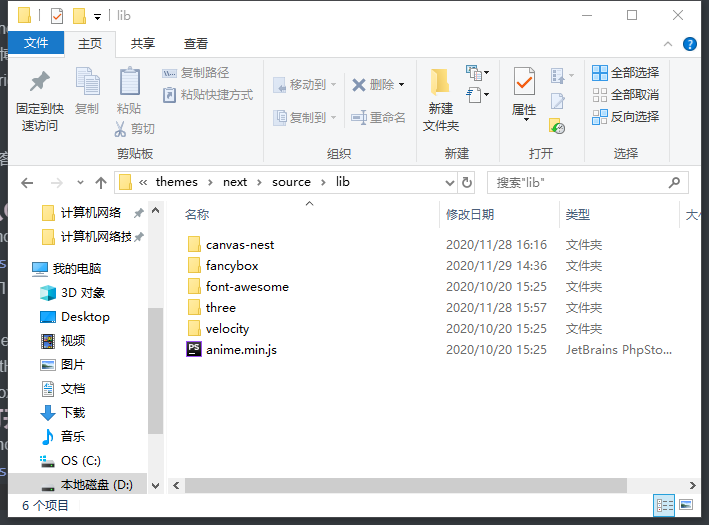 lib
文件 主页 共享 查看
复制路径 移动到 删除 全部选择
粘贴快捷方式 全部取消
固定到快速访问 复制 粘贴 剪切 复制到 重命名 新建文件夹 属性 反向选择
剪贴板 组织 新建 打开 选择
« themes › next › source › lib 搜索"lib"
名称 修改日期 类型
计算机网络
计算机网络技
我的电脑
3D 对象
Desktop
视频
图片
文档
下载
音乐
OS (C:)
本地磁盘 (D:)
canvas-nest 2020/11/28 16:16 文件夹
fancybox 2020/11/29 14:36 文件夹
font-awesome 2020/10/20 15:25 文件夹
three 2020/11/28 15:57 文件夹
velocity 2020/10/20 15:25 文件夹
anime.min.js 2020/10/20 15:25 JetBrains PhpSto...
6 个项目